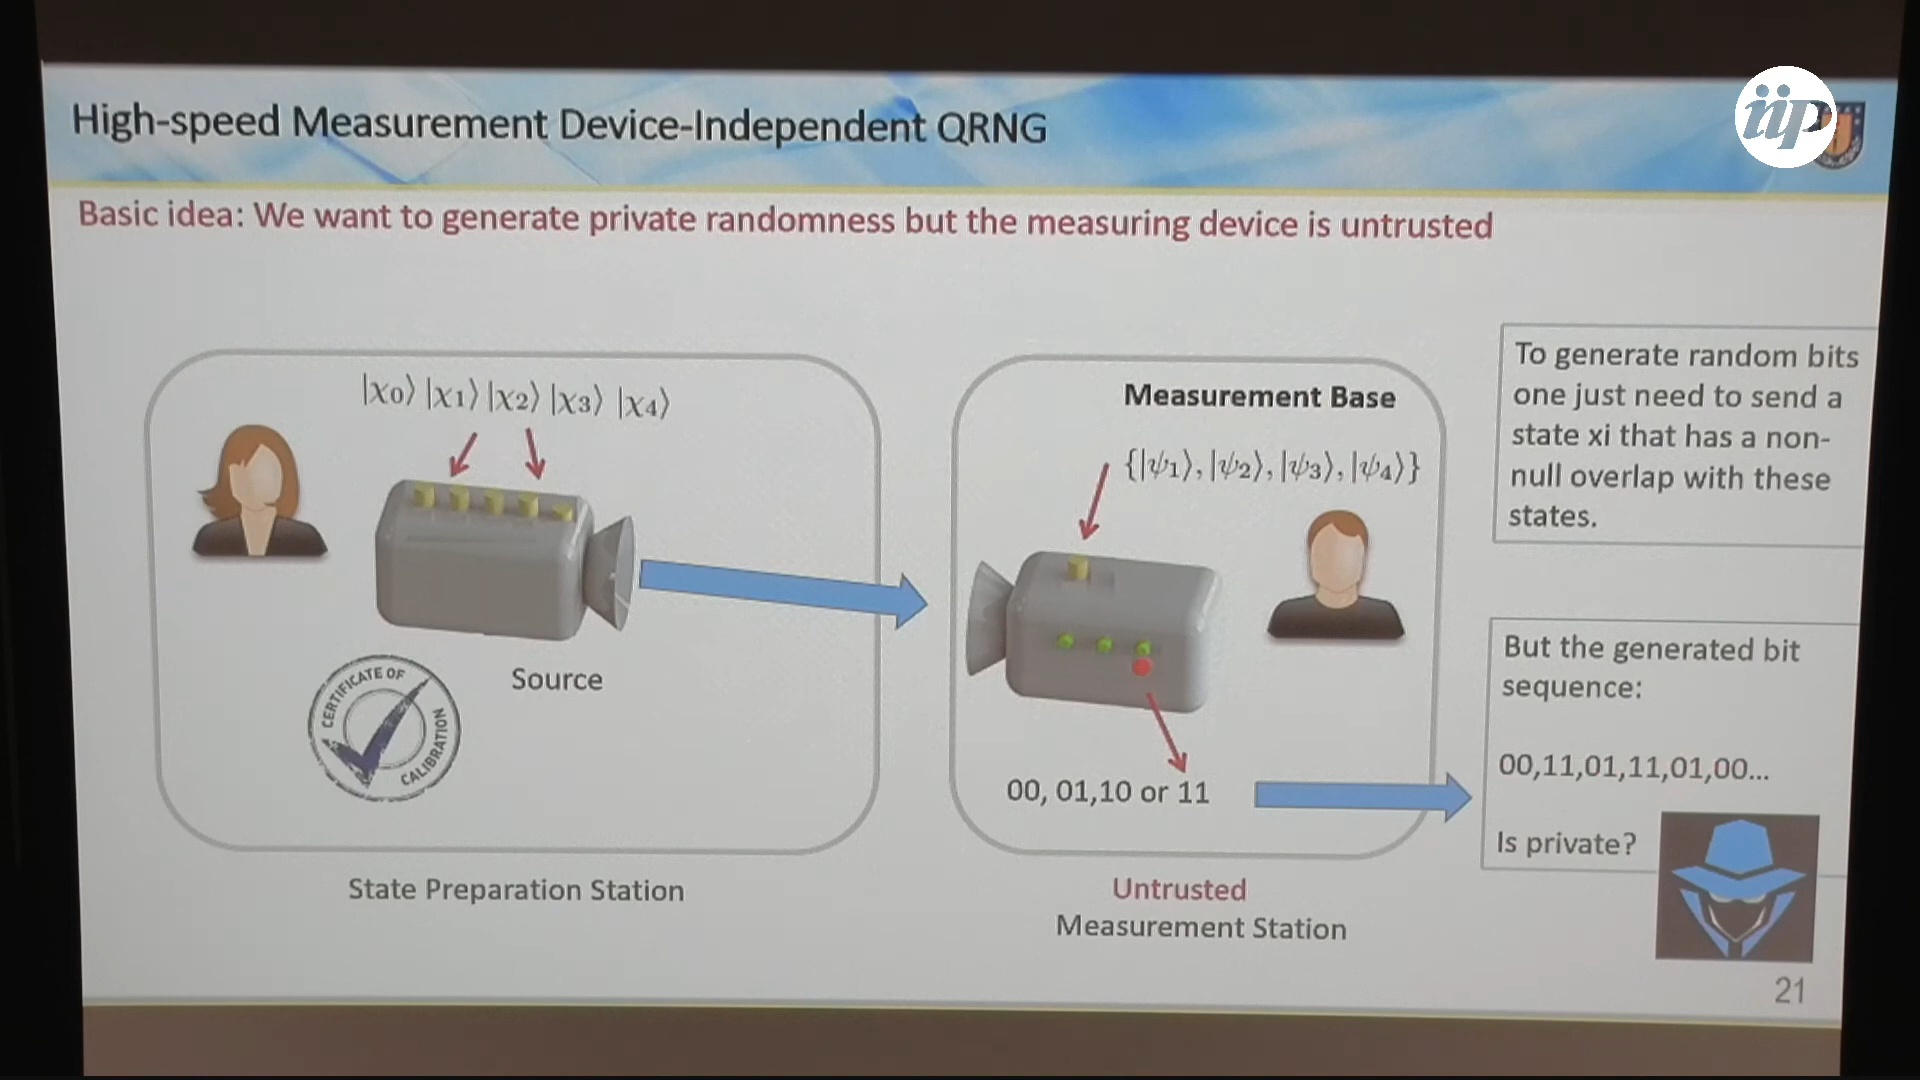 High-speed Measurement Device-Independent QRNG
iip
Basic idea: We want to generate private randomness but the measuring device is untrusted
|χ0⟩ |χ1⟩ |χ2⟩ |χ3⟩ |χ4⟩
Source
CERTIFICATE OF
CALIBRATION
State Preparation Station
Measurement Base
{|ψ1⟩, |ψ2⟩, |ψ3⟩, |ψ4⟩}
00, 01,10 or 11
Untrusted
Measurement Station
To generate random bits
one just need to send a
state xi that has a non-
null overlap with these
states.
But the generated bit
sequence:
00,11,01,11,01,00...
Is private?
21